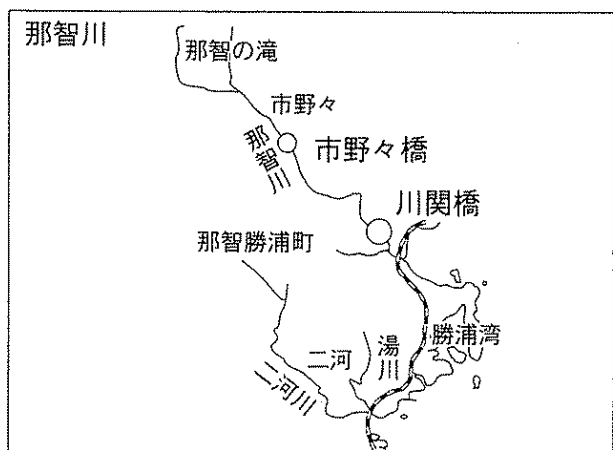 那智川
那智の滝
市野々
市野々橋
那智川
川関橋
那智勝浦町
勝浦湾
湯川
二河
二河川